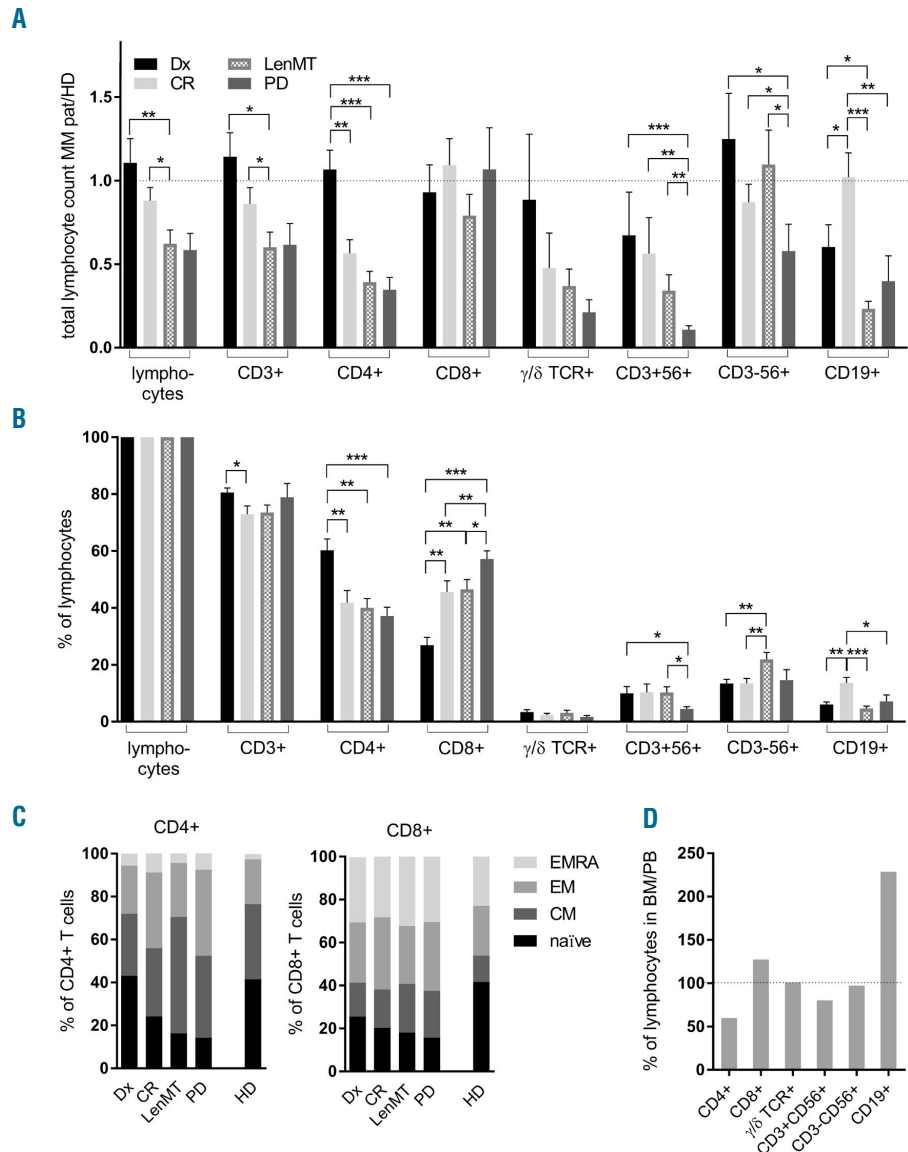 A
Dx
LenMT
CR
PD
total lymphocyte count MM pat/HD
1.5
1.0
0.5
0.0
**
*
*
*
***
***
**
***
**
**
*
*
*
*
**
***
*
lympho-
cytes
CD3+
CD4+
CD8+
γ/δ TCR+
CD3+56+
CD3-56+
CD19+
B
% of lymphocytes
100
80
60
40
20
0
*
***
**
**
***
**
**
*
**
*
*
**
**
*
**
***
lympho-
cytes
CD3+
CD4+
CD8+
γ/δ TCR+
CD3+56+
CD3-56+
CD19+
C
CD4+
% of CD4+ T cells
100
80
60
40
20
0
Dx
CR
LenMT
PD
HD
CD8+
% of CD8+ T cells
100
80
60
40
20
0
Dx
CR
LenMT
PD
HD
EMRA
EM
CM
naïve
D
% of lymphocytes in BM/PB
250
200
150
100
50
0
CD4+
CD8+
γ/δ TCR+
CD3+CD56+
CD3-CD56+
CD19+